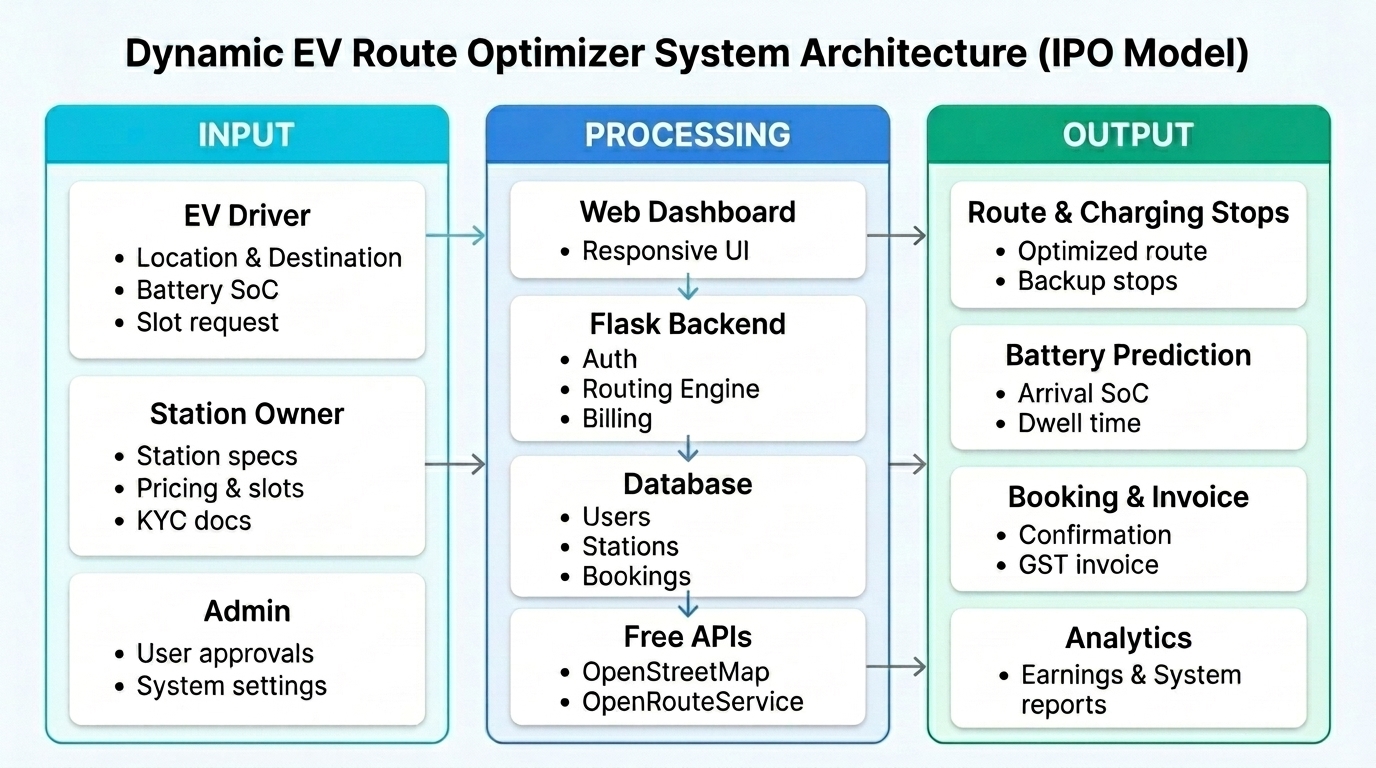 Dynamic EV Route Optimizer System Architecture (IPO Model)
INPUT
EV Driver
• Location & Destination
• Battery SoC
• Slot request
Station Owner
• Station specs
• Pricing & slots
• KYC docs
Admin
• User approvals
• System settings
PROCESSING
Web Dashboard
• Responsive UI
Flask Backend
• Auth
• Routing Engine
• Billing
Database
• Users
• Stations
• Bookings
Free APIs
• OpenStreetMap
• OpenRouteService
OUTPUT
Route & Charging Stops
• Optimized route
• Backup stops
Battery Prediction
• Arrival SoC
• Dwell time
Booking & Invoice
• Confirmation
• GST invoice
Analytics
• Earnings & System
reports